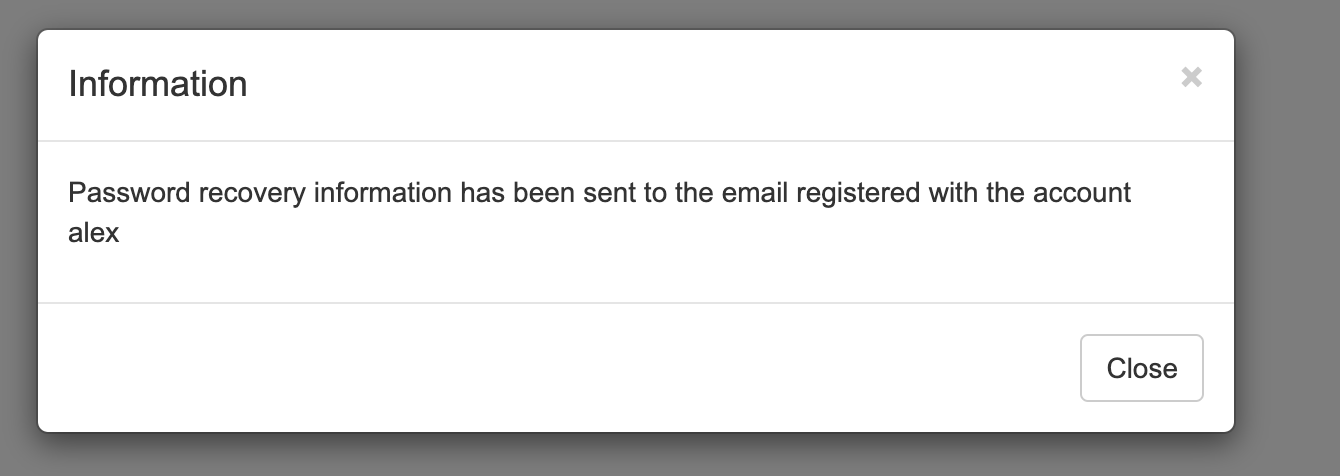 Information
Password recovery information has been sent to the email registered with the account
alex
Close